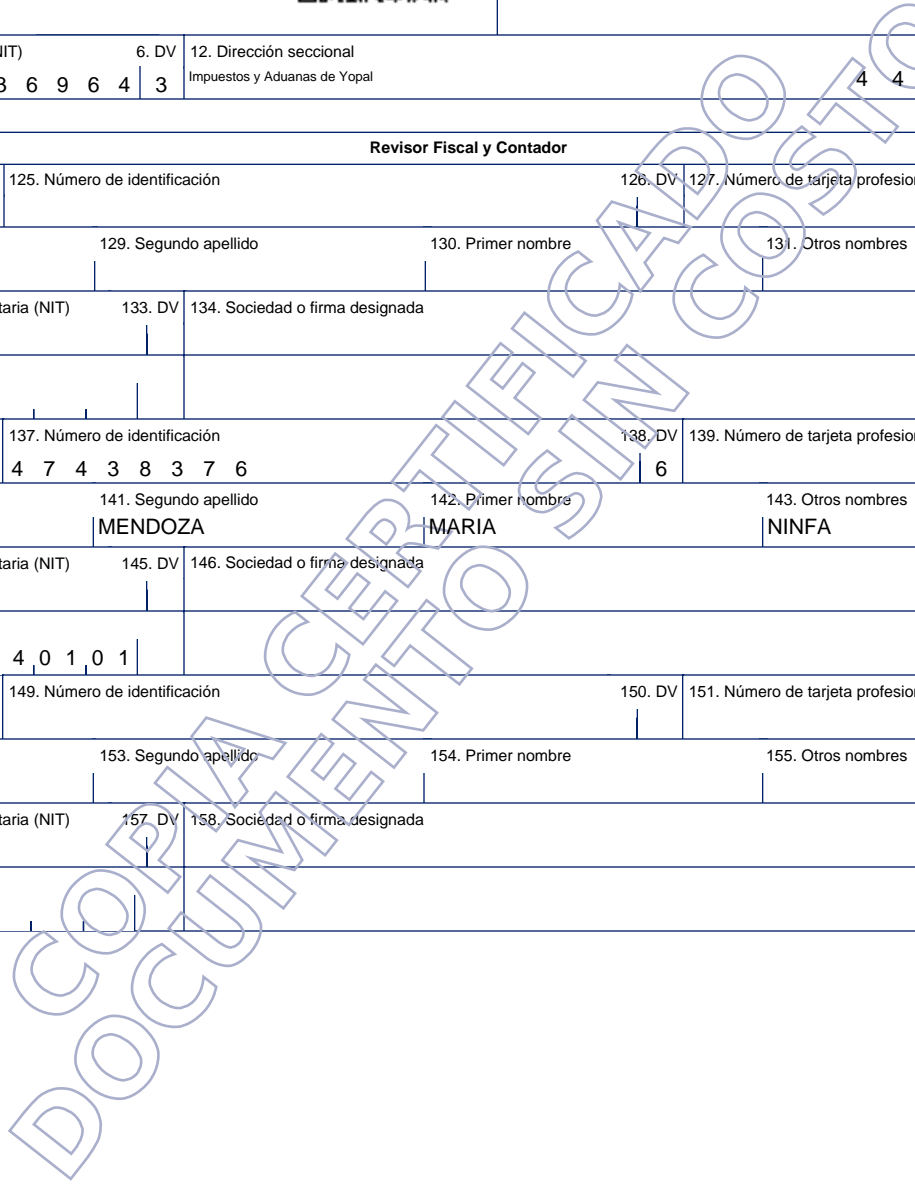 NIT) 6. DV 12. Dirección seccional
3 6 9 6 4 3 Impuestos y Aduanas de Yopal 4 4
Revisor Fiscal y Contador
125. Número de identificación 126. DV 127. Número de tarjeta profesion
129. Segundo apellido 130. Primer nombre 131. Otros nombres
taria (NIT) 133. DV 134. Sociedad o firma designada
137. Número de identificación 138. DV 139. Número de tarjeta profesion
4 7 4 3 8 3 7 6 6
141. Segundo apellido 142. Primer nombre 143. Otros nombres
MENDOZA MARIA NINFA
taria (NIT) 145. DV 146. Sociedad o firma designada
4 0 1 0 1
149. Número de identificación 150. DV 151. Número de tarjeta profesion
153. Segundo apellido 154. Primer nombre 155. Otros nombres
taria (NIT) 157. DV 158. Sociedad o firma designada
COPIA CERTIFICADO
DOCUMENTO SIN COSTO